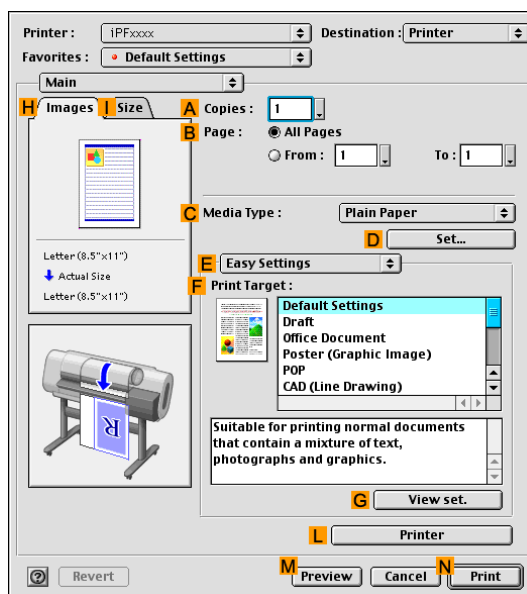 Printer : iPFxxxx Destination : Printer
Favorites : Default Settings
Main
H Images I Size
A Copies : 1
B Page : All Pages
From : 1 To : 1
C Media Type : Plain Paper
D Set...
Letter (8.5"x11")
Actual Size
Letter (8.5"x11")
E Easy Settings
F Print Target :
Default Settings
Draft
Office Document
Poster (Graphic Image)
POP
CAD (Line Drawing)
R
Suitable for printing normal documents
that contain a mixture of text,
photographs and graphics.
G View set.
L Printer
? Revert M Preview Cancel N Print